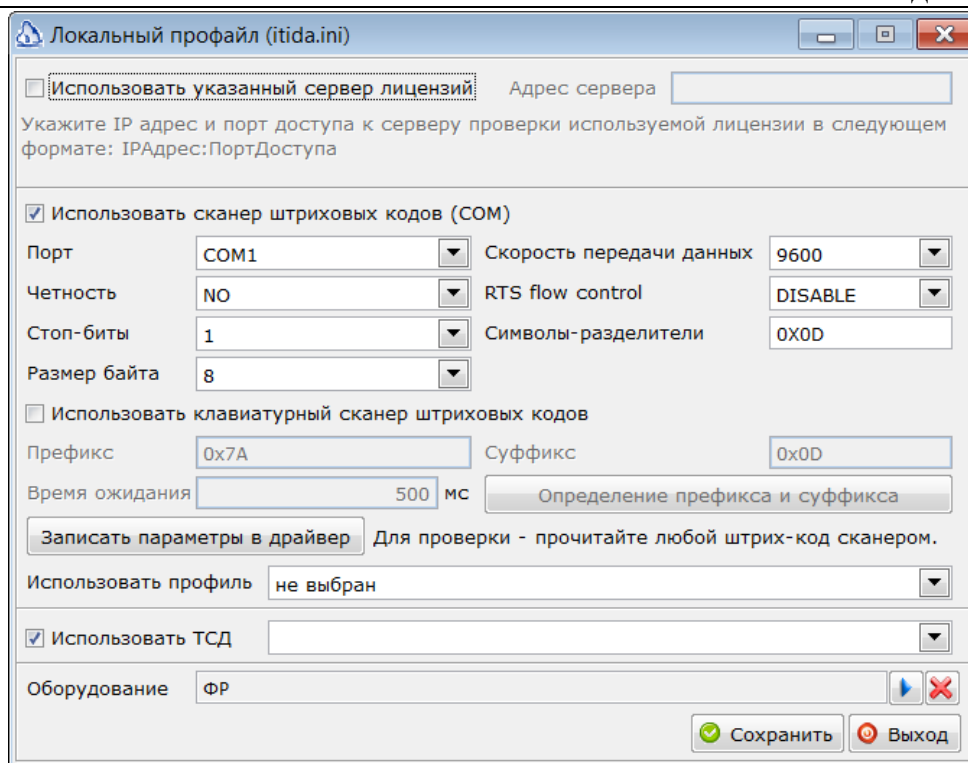 Локальный профайл (itida.ini)
Использовать указанный сервер лицензий Адрес сервера
Укажите IP адрес и порт доступа к серверу проверки используемой лицензии в следующем
формате: IPАдрес:ПортДоступа
Использовать сканер штриховых кодов (COM)
Порт COM1 Скорость передачи данных 9600
Четность NO RTS flow control DISABLE
Стоп-биты 1 Символы-разделители 0X0D
Размер байта 8
Использовать клавиатурный сканер штриховых кодов
Префикс 0x7A Суффикс 0x0D
Время ожидания 500 мс Определение префикса и суффикса
Записать параметры в драйвер Для проверки - прочитайте любой штрих-код сканером.
Использовать профиль не выбран
Использовать ТСД
Оборудование ФР
Сохранить Выход